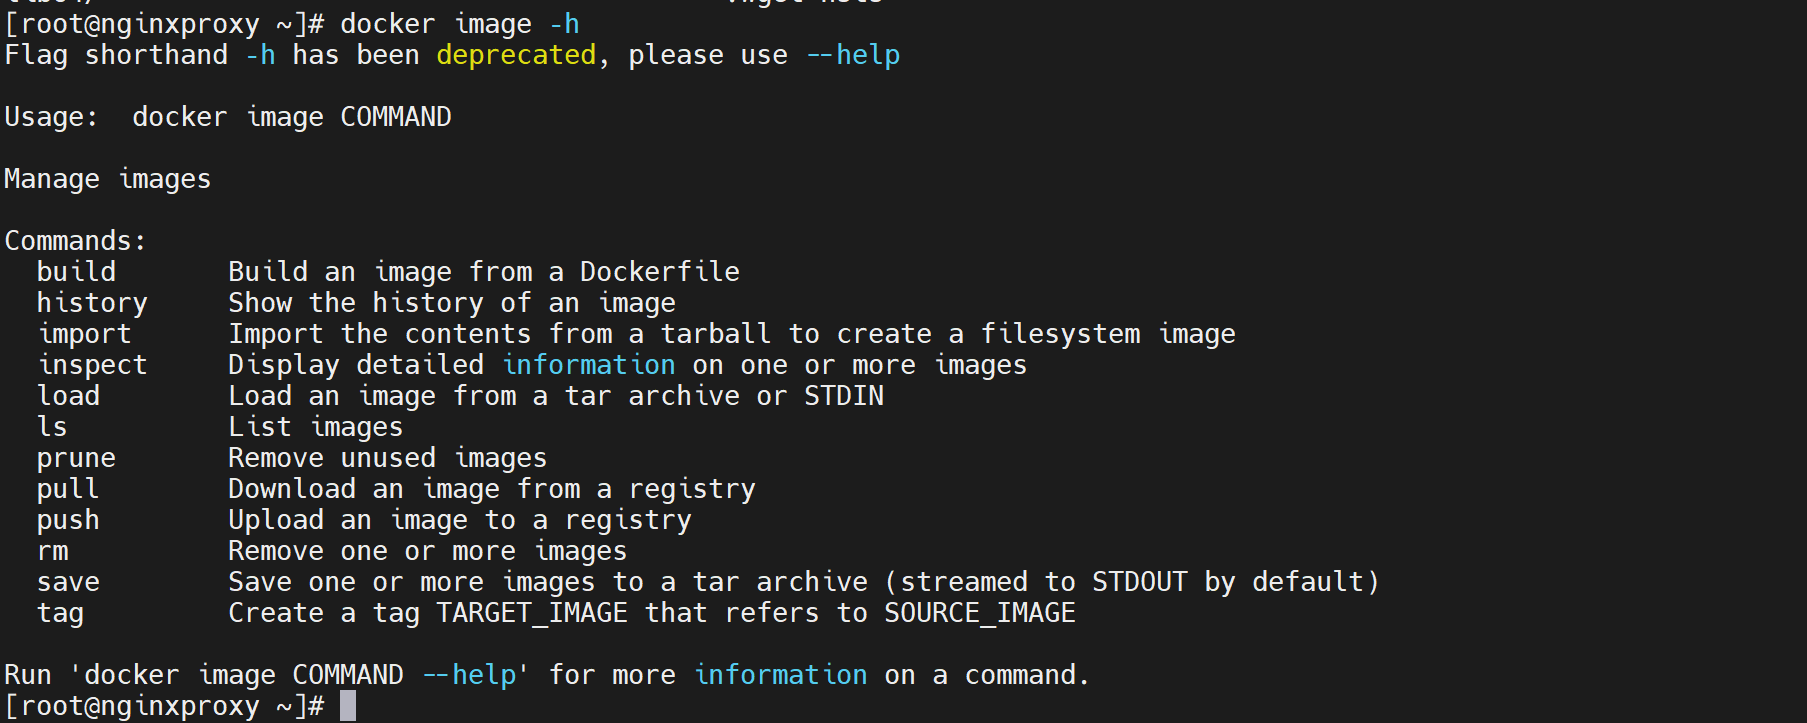 [root@nginxproxy ~]# docker image -h
Flag shorthand -h has been deprecated, please use --help
Usage:  docker image COMMAND
Manage images
Commands:
  build       Build an image from a Dockerfile
  history     Show the history of an image
  import      Import the contents from a tarball to create a filesystem image
  inspect     Display detailed information on one or more images
  load        Load an image from a tar archive or STDIN
  ls          List images
  prune       Remove unused images
  pull        Download an image from a registry
  push        Upload an image to a registry
  rm          Remove one or more images
  save        Save one or more images to a tar archive (streamed to STDOUT by default)
  tag         Create a tag TARGET_IMAGE that refers to SOURCE_IMAGE
Run 'docker image COMMAND --help' for more information on a command.
[root@nginxproxy ~]#